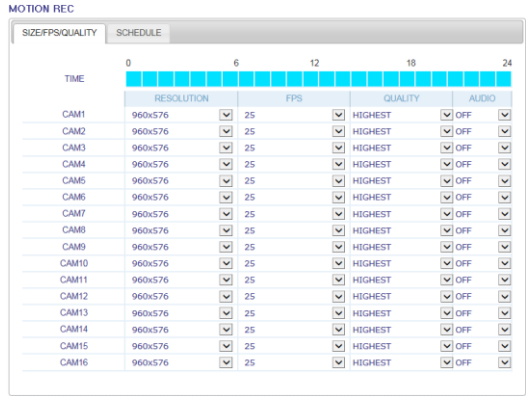 MOTION REC
SIZE/FPS/QUALITY SCHEDULE
0 6 12 18 24
TIME
RESOLUTION FPS QUALITY AUDIO
CAM1 960x576 25 HIGHEST OFF
CAM2 960x576 25 HIGHEST OFF
CAM3 960x576 25 HIGHEST OFF
CAM4 960x576 25 HIGHEST OFF
CAM5 960x576 25 HIGHEST OFF
CAM6 960x576 25 HIGHEST OFF
CAM7 960x576 25 HIGHEST OFF
CAM8 960x576 25 HIGHEST OFF
CAM9 960x576 25 HIGHEST OFF
CAM10 960x576 25 HIGHEST OFF
CAM11 960x576 25 HIGHEST OFF
CAM12 960x576 25 HIGHEST OFF
CAM13 960x576 25 HIGHEST OFF
CAM14 960x576 25 HIGHEST OFF
CAM15 960x576 25 HIGHEST OFF
CAM16 960x576 25 HIGHEST OFF